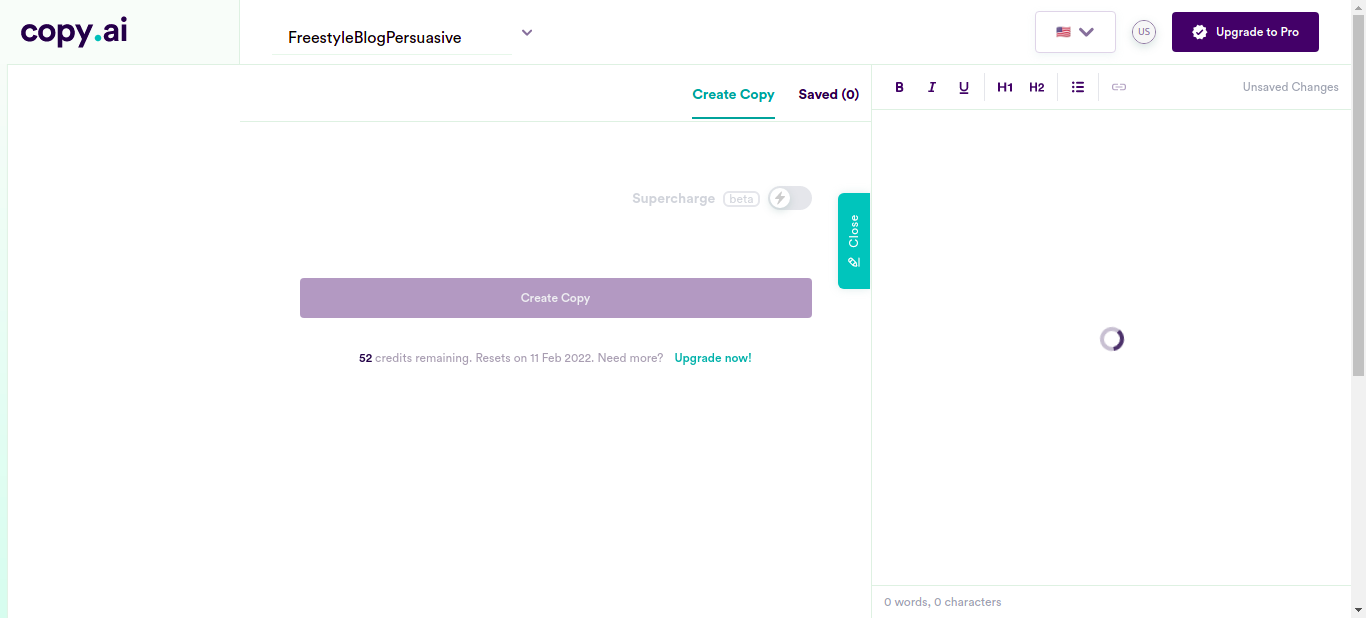 copy.ai
FreestyleBlogPersuasive
US
Upgrade to Pro
Create Copy
Saved (0)
B I U H1 H2
Unsaved Changes
Supercharge beta
Close
Create Copy
52 credits remaining. Resets on 11 Feb 2022. Need more? Upgrade now!
0 words, 0 characters